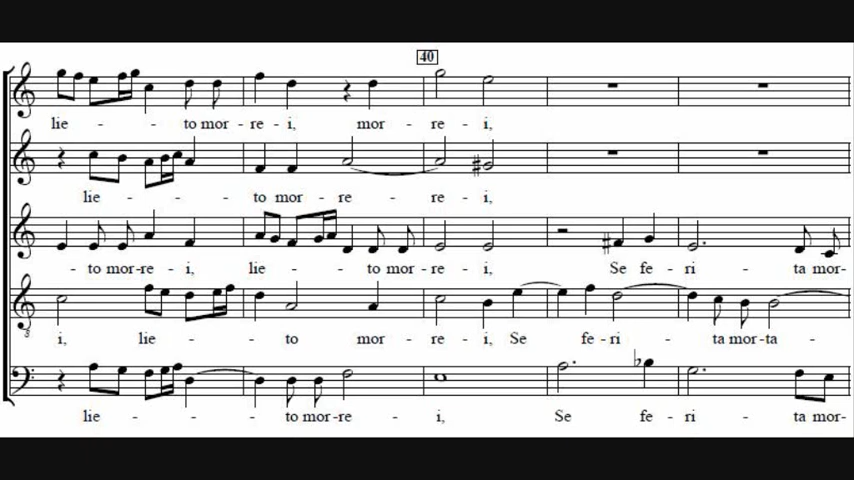 40
lie - - - to mor - re - i, mor - re - i,
lie - - - to mor - re - re - i,
- to mor-re - i, lie - - to mor - re - i, Se fe - ri - ta mor-
i, lie - - to mor - re - i, Se fe - ri - ta mor-ta -
8
lie - - - to mor-re - i, Se fe - ri - ta mor-